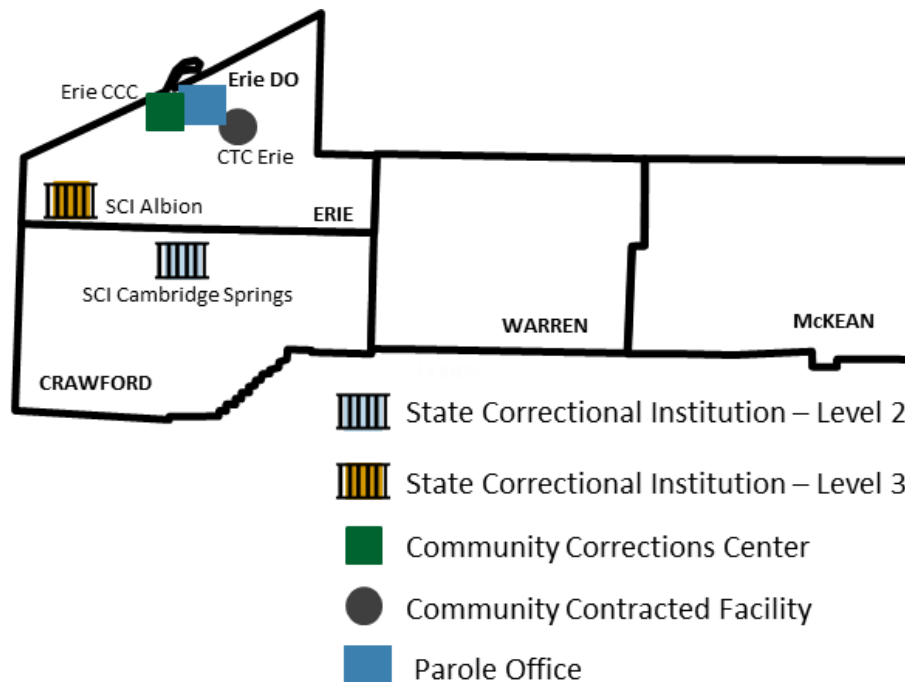 Erie DO
Erie CCC
CTC Erie
SCI Albion
ERIE
SCI Cambridge Springs
WARREN
McKEAN
CRAWFORD
State Correctional Institution – Level 2
State Correctional Institution – Level 3
Community Corrections Center
Community Contracted Facility
Parole Office